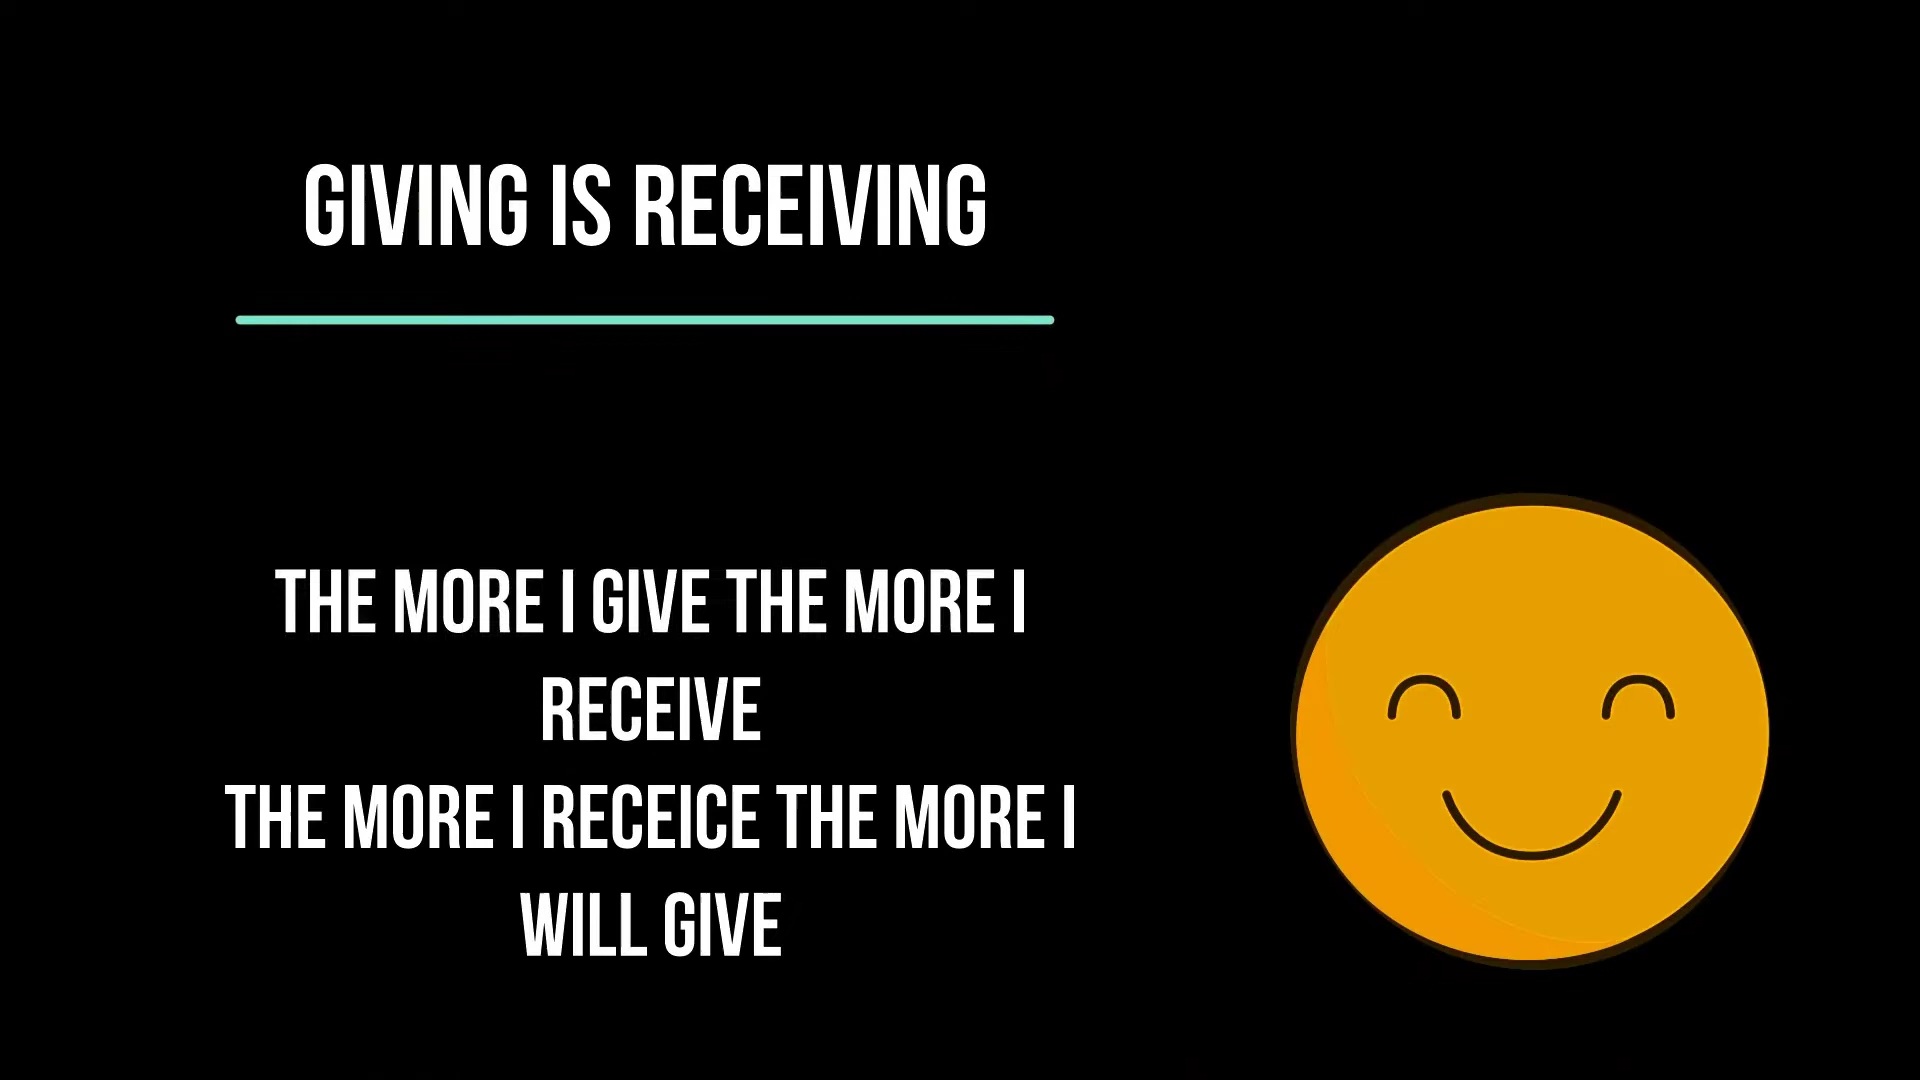 GIVING IS RECEIVING
THE MORE I GIVE THE MORE I
RECEIVE
THE MORE I RECEICE THE MORE I
WILL GIVE